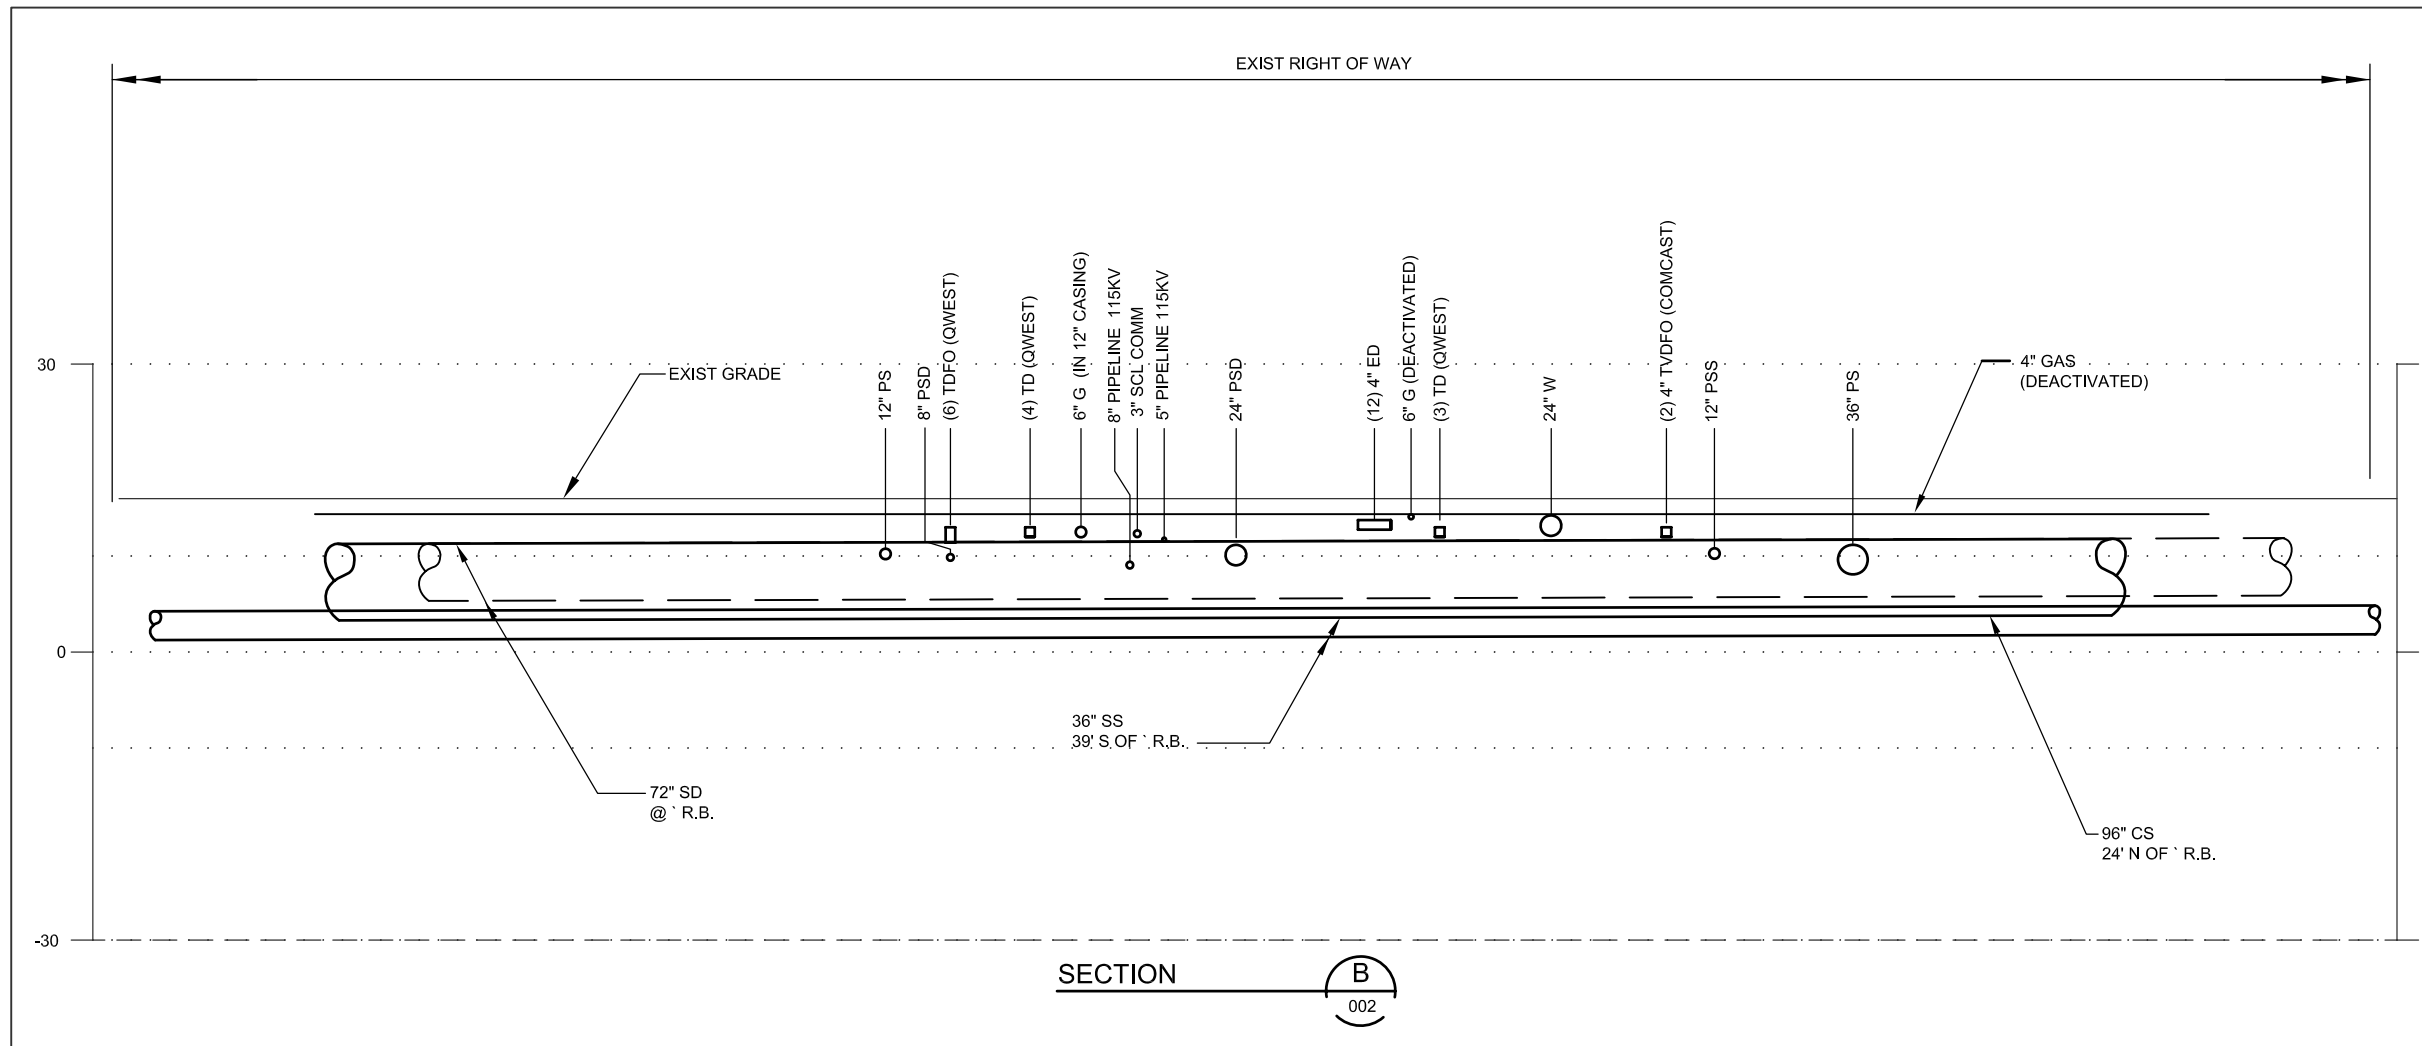 EXIST RIGHT OF WAY
30
EXIST GRADE
12" PS
8" PSD
(6) TDFO (QWEST)
(4) TD (QWEST)
6" G (IN 12" CASING)
8" PIPELINE 115KV
3" SCL COMM
5" PIPELINE 115KV
24" PSD
(12) 4" ED
6" G (DEACTIVATED)
(3) TD (QWEST)
24" W
(2) 4" TVDFO (COMCAST)
12" PSS
36" PS
4" GAS
(DEACTIVATED)
0
36" SS
39' S OF ` R.B.
72" SD
@ ` R.B.
96" CS
24' N OF ` R.B.
-30
SECTION
B
002